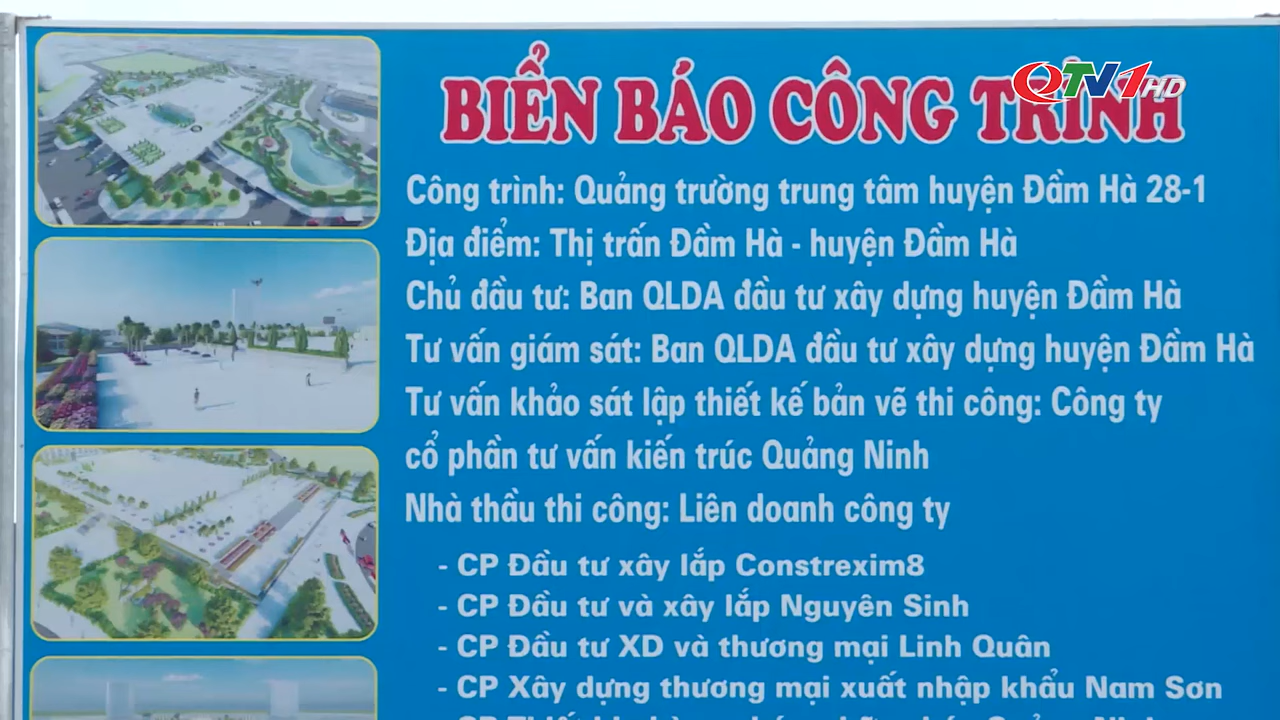 BIỂN BÁO CÔNG TRÌNH
QTV1HD
Công trình: Quảng trường trung tâm huyện Đầm Hà 28-1
Địa điểm: Thị trấn Đầm Hà - huyện Đầm Hà
Chủ đầu tư: Ban QLDA đầu tư xây dựng huyện Đầm Hà
Tư vấn giám sát: Ban QLDA đầu tư xây dựng huyện Đầm Hà
Tư vấn khảo sát lập thiết kế bản vẽ thi công: Công ty
cổ phần tư vấn kiến trúc Quảng Ninh
Nhà thầu thi công: Liên doanh công ty
- CP Đầu tư xây lắp Constrexim8
- CP Đầu tư và xây lắp Nguyên Sinh
- CP Đầu tư XD và thương mại Linh Quân
- CP Xây dựng thương mại xuất nhập khẩu Nam Sơn